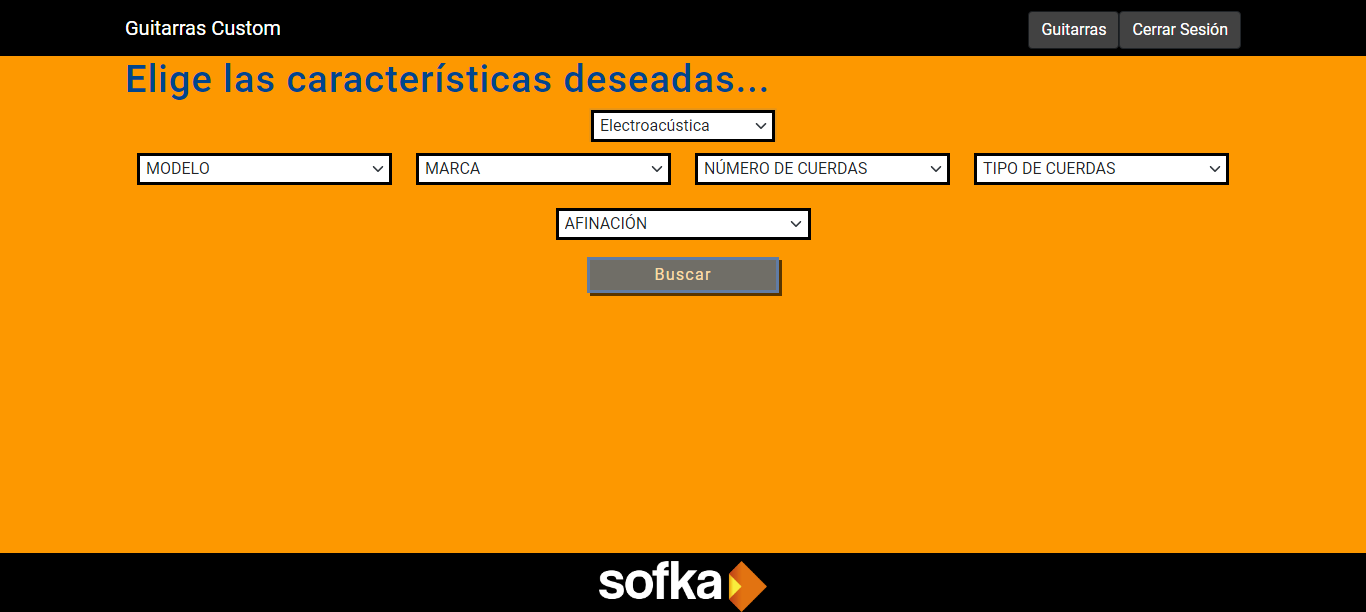 Guitarras Custom
Guitarras
Cerrar Sesión
Elige las características deseadas...
Electroacústica
MODELO
MARCA
NÚMERO DE CUERDAS
TIPO DE CUERDAS
AFINACIÓN
Buscar
sofka